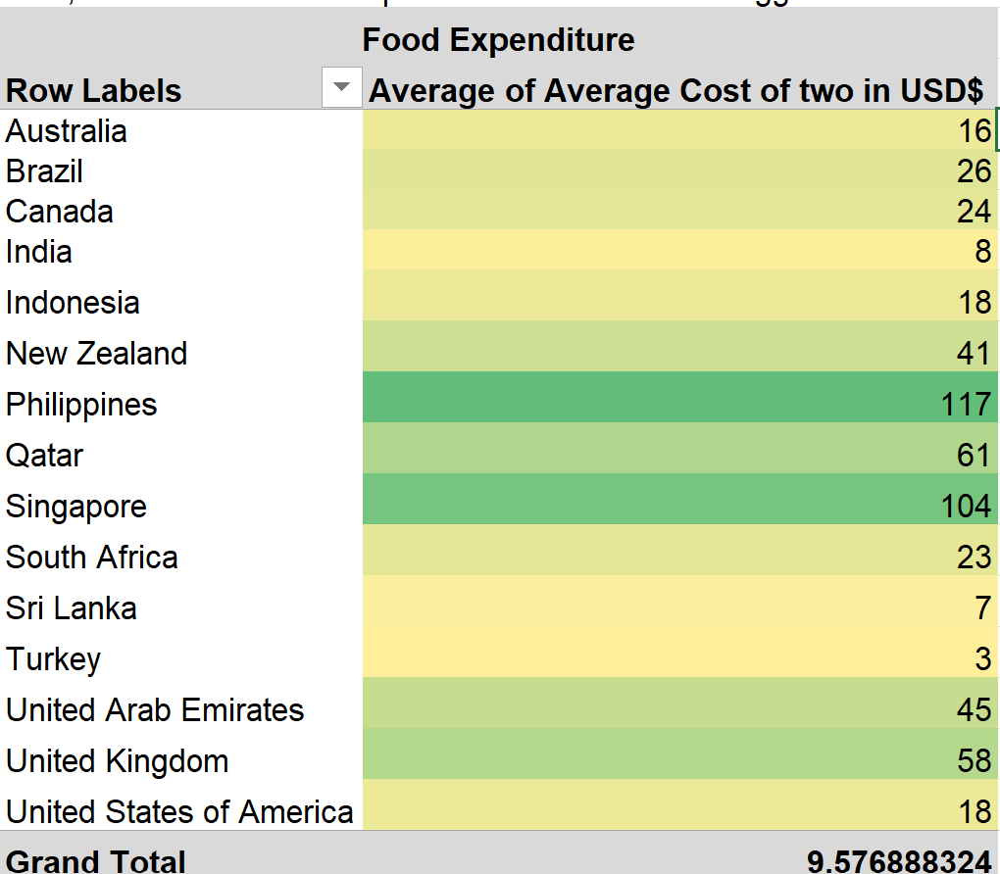 Food Expenditure
Row Labels Average of Average Cost of two in USD$
Australia 16
Brazil 26
Canada 24
India 8
Indonesia 18
New Zealand 41
Philippines 117
Qatar 61
Singapore 104
South Africa 23
Sri Lanka 7
Turkey 3
United Arab Emirates 45
United Kingdom 58
United States of America 18
Grand Total 9.576888324